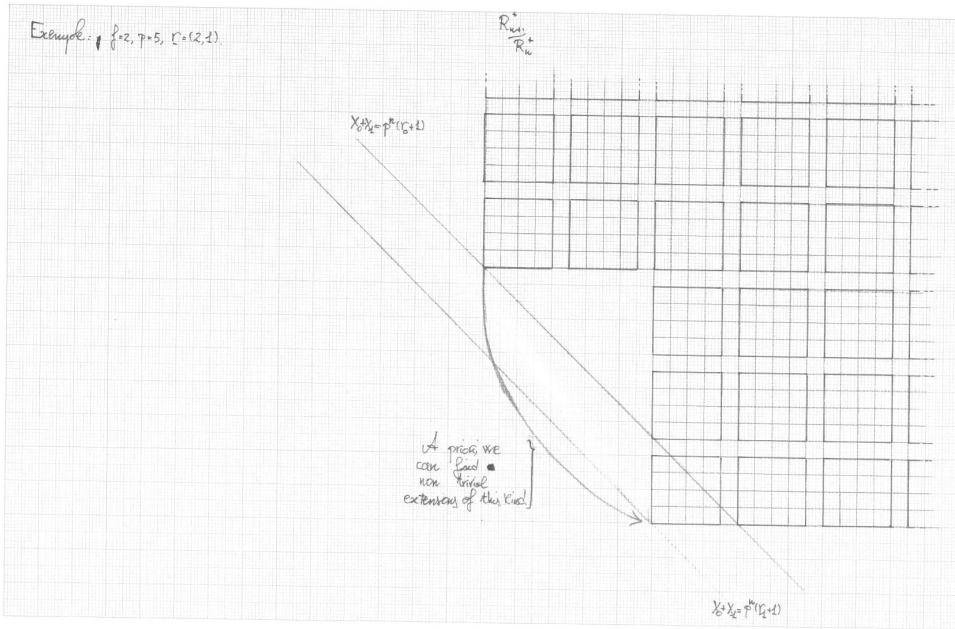 Exemple: f=2, p=5, r=(2,1).
R⁺ₙ₊₁
R⁺ₙ
X₀+X₁=pⁿ(r₀+1)
A priori, we
can find
non trivial
extensions of this kind
X₀+X₁=pⁿ(r₁+1)